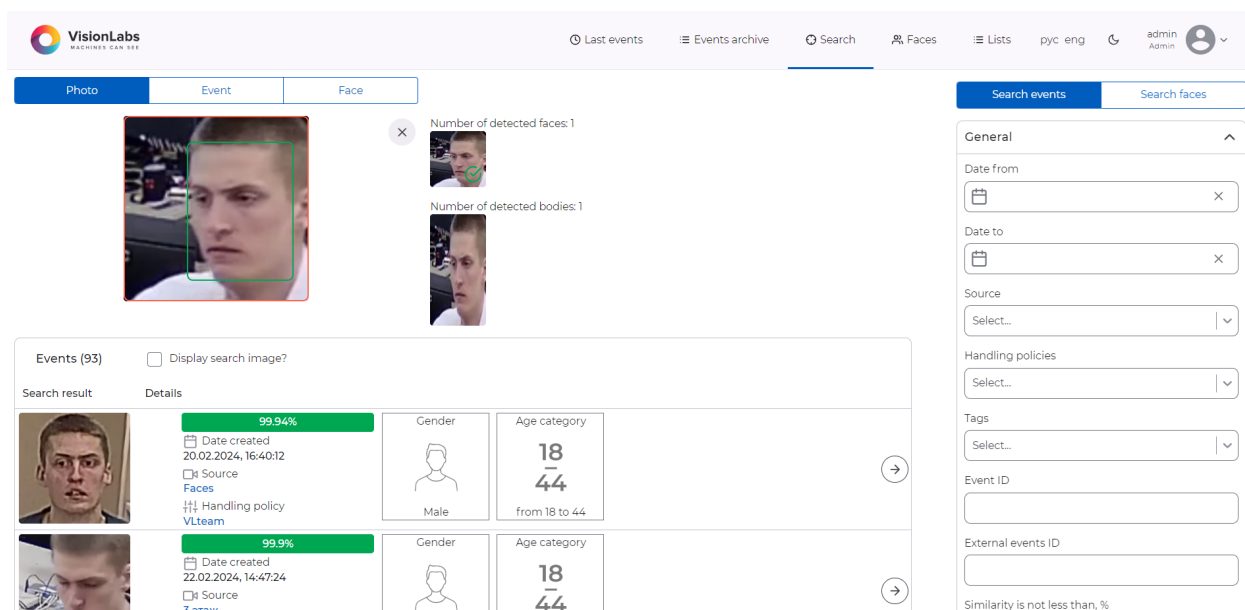 VisionLabs
MACHINES CAN SEE
Last events
Events archive
Search
Faces
Lists
рус eng
admin
Admin
Photo
Event
Face
Number of detected faces: 1
Number of detected bodies: 1
Events (93)
Display search image?
Search result
Details
99.94%
Date created
20.02.2024, 16:40:12
Source
Faces
Handling policy
VLteam
Gender
Male
Age category
18
–
44
from 18 to 44
99.9%
Date created
22.02.2024, 14:47:24
Source
3 этаж
Gender
Age category
18
–
44
Search events
Search faces
General
Date from
Date to
Source
Select...
Handling policies
Select...
Tags
Select...
Event ID
External events ID
Similarity is not less than, %